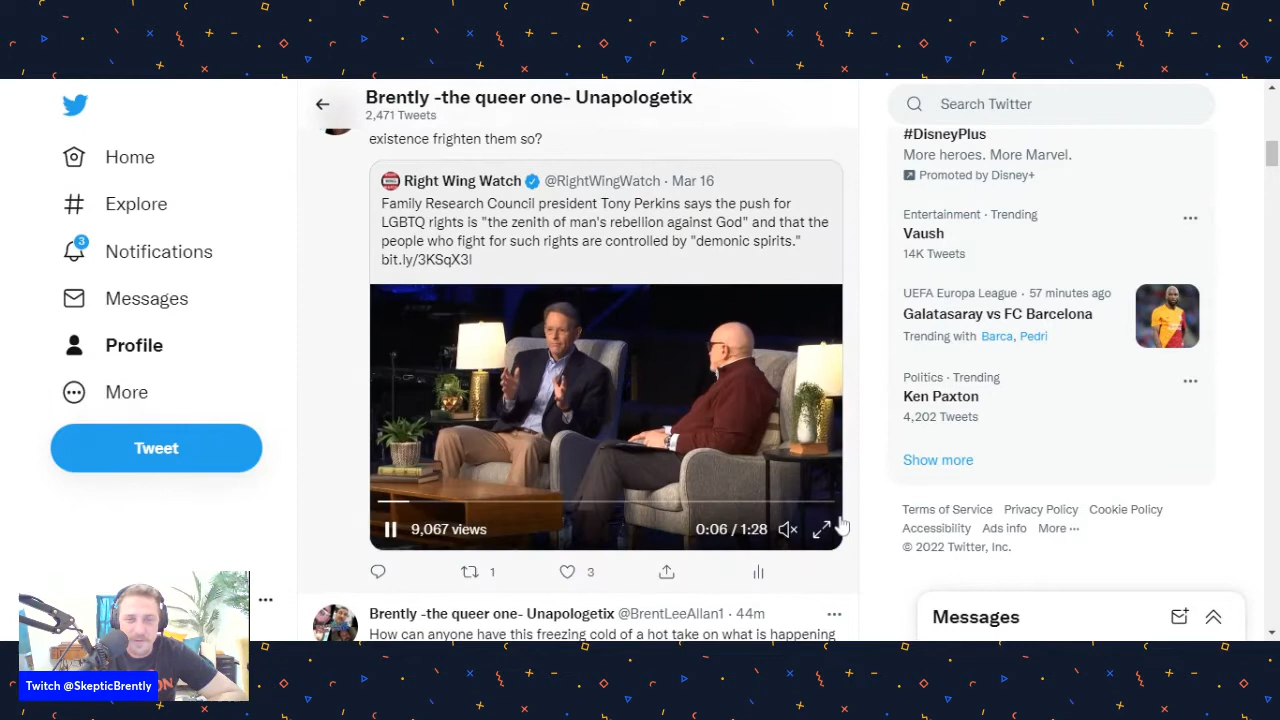 Brently -the queer one- Unapologetix
2,471 Tweets
Home
Explore
3
Notifications
Messages
Profile
More
Tweet
existence frighten them so?
Right Wing Watch @RightWingWatch · Mar 16
Family Research Council president Tony Perkins says the push for
LGBTQ rights is "the zenith of man's rebellion against God" and that the
people who fight for such rights are controlled by "demonic spirits."
bit.ly/3KSqX3l
9,067 views
0:06 / 1:28
1
3
Brently -the queer one- Unapologetix @BrentLeeAllan1 · 44m
How can anyone have this freezing cold of a hot take on what is happening
Search Twitter
#DisneyPlus
More heroes. More Marvel.
Promoted by Disney+
Entertainment · Trending
Vaush
14K Tweets
UEFA Europa League · 57 minutes ago
Galatasaray vs FC Barcelona
Trending with Barca, Pedri
Politics · Trending
Ken Paxton
4,202 Tweets
Show more
Terms of Service Privacy Policy Cookie Policy
Accessibility Ads info More ···
© 2022 Twitter, Inc.
Messages
Twitch @SkepticBrently